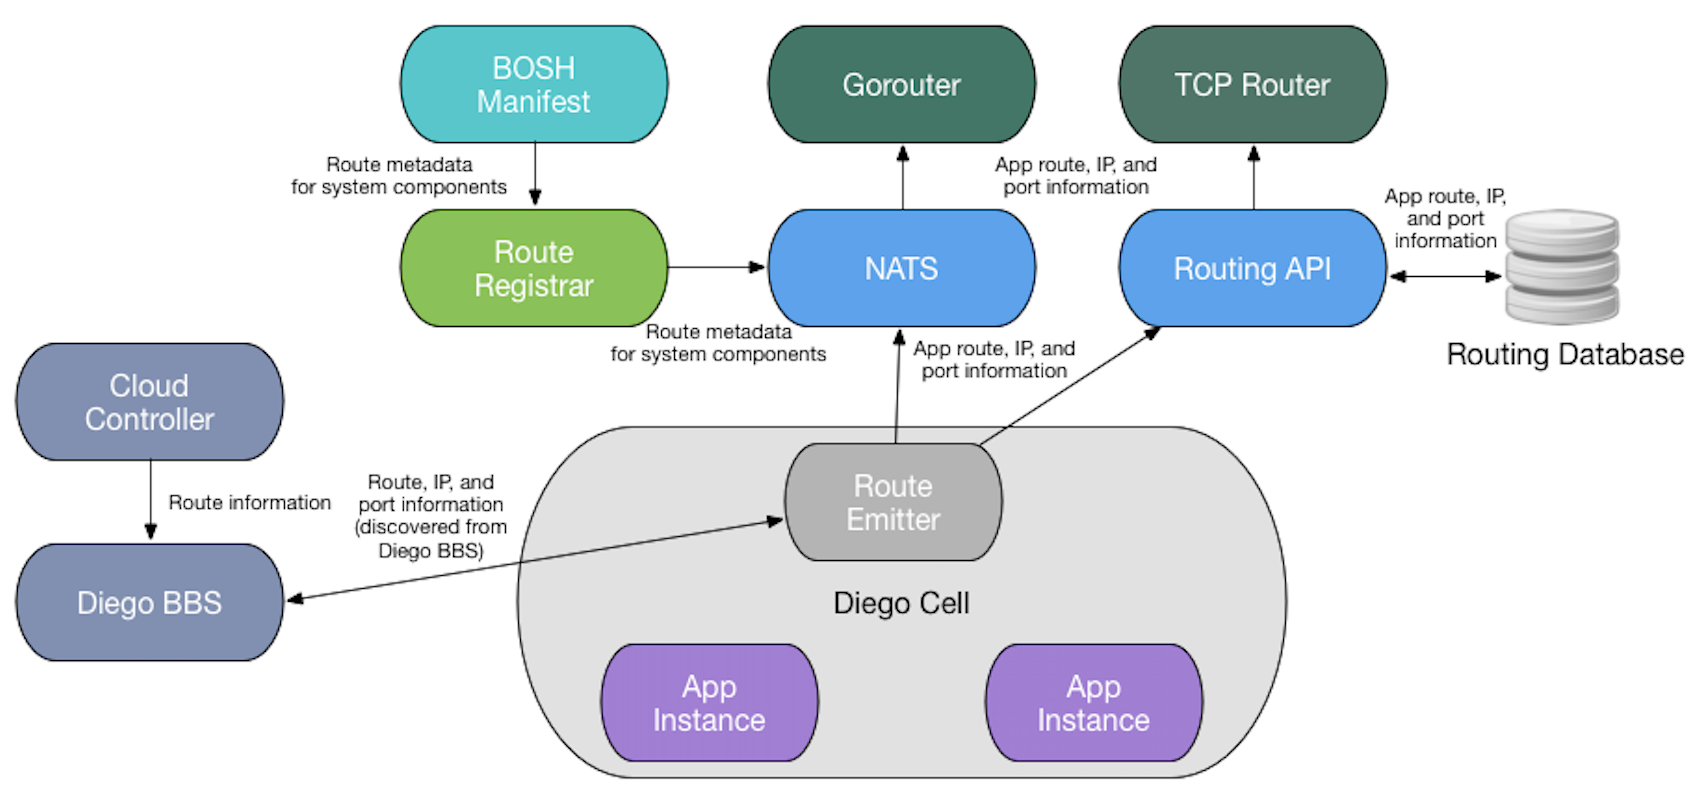 BOSH
Manifest
Gorouter
TCP Router
Route metadata
for system components
App route, IP, and
port information
App route, IP,
and port
information
Route
Registrar
NATS
Routing API
Routing Database
Route metadata
for system components
App route, IP, and
port information
Cloud
Controller
Route information
Route, IP, and
port information
(discovered from
Diego BBS)
Route
Emitter
Diego BBS
Diego Cell
App
Instance
App
Instance